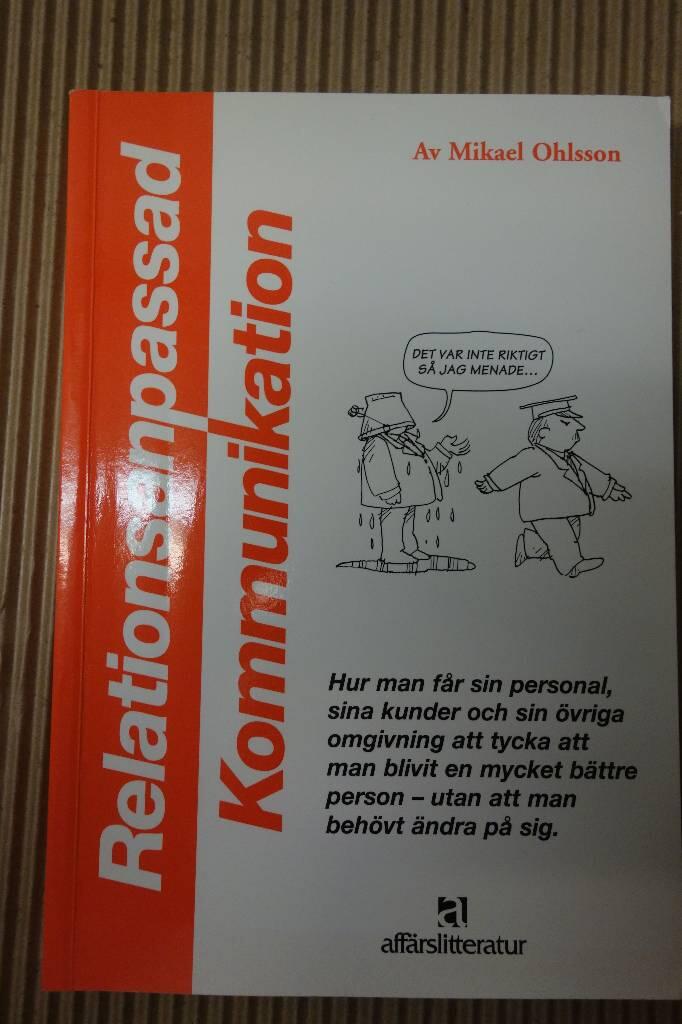 Relationsanpassad
Kommunikation
Av Mikael Ohlsson
DET VAR INTE RIKTIGT
SÅ JAG MENADE...
Hur man får sin personal,
sina kunder och sin övriga
omgivning att tycka att
man blivit en mycket bättre
person – utan att man
behövt ändra på sig.
a
affärslitteratur